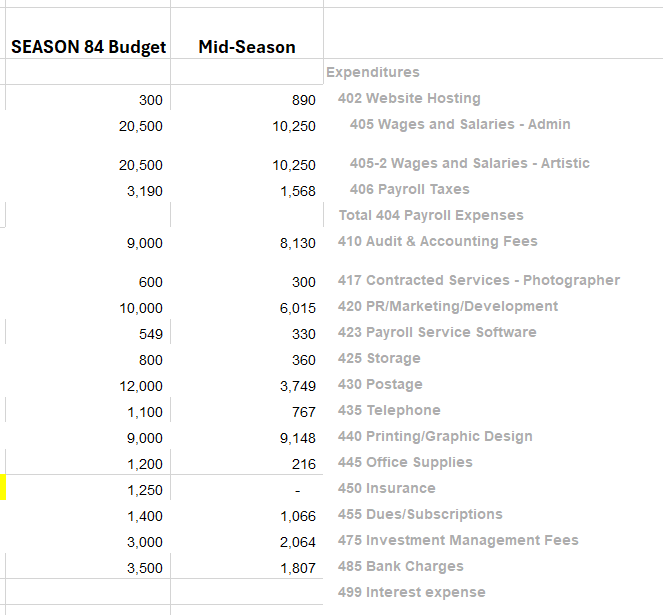 SEASON 84 Budget Mid-Season
Expenditures
300 890 402 Website Hosting
20,500 10,250 405 Wages and Salaries - Admin
20,500 10,250 405-2 Wages and Salaries - Artistic
3,190 1,568 406 Payroll Taxes
Total 404 Payroll Expenses
9,000 8,130 410 Audit & Accounting Fees
600 300 417 Contracted Services - Photographer
10,000 6,015 420 PR/Marketing/Development
549 330 423 Payroll Service Software
800 360 425 Storage
12,000 3,749 430 Postage
1,100 767 435 Telephone
9,000 9,148 440 Printing/Graphic Design
1,200 216 445 Office Supplies
1,250 - 450 Insurance
1,400 1,066 455 Dues/Subscriptions
3,000 2,064 475 Investment Management Fees
3,500 1,807 485 Bank Charges
499 Interest expense